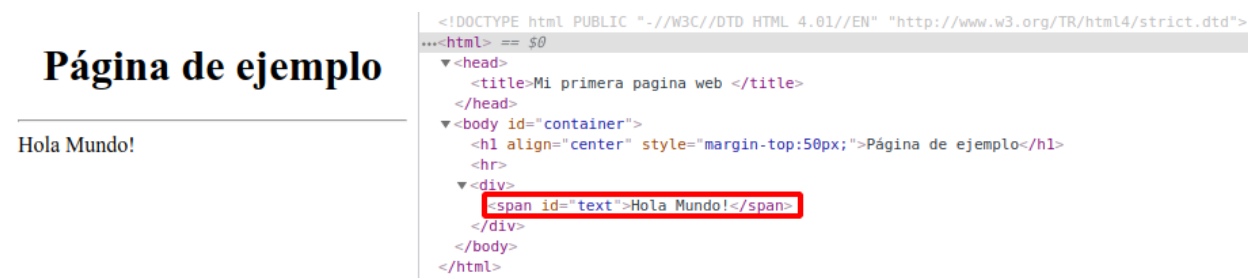 Página de ejemplo
Hola Mundo!
<!DOCTYPE html PUBLIC "-//W3C//DTD HTML 4.01//EN" "http://www.w3.org/TR/html4/strict.dtd">
...<html> == $0
▼<head>
<title>Mi primera pagina web </title>
</head>
▼<body id="container">
<h1 align="center" style="margin-top:50px;">Página de ejemplo</h1>
<hr>
▼<div>
<span id="text">Hola Mundo!</span>
</div>
</body>
</html>